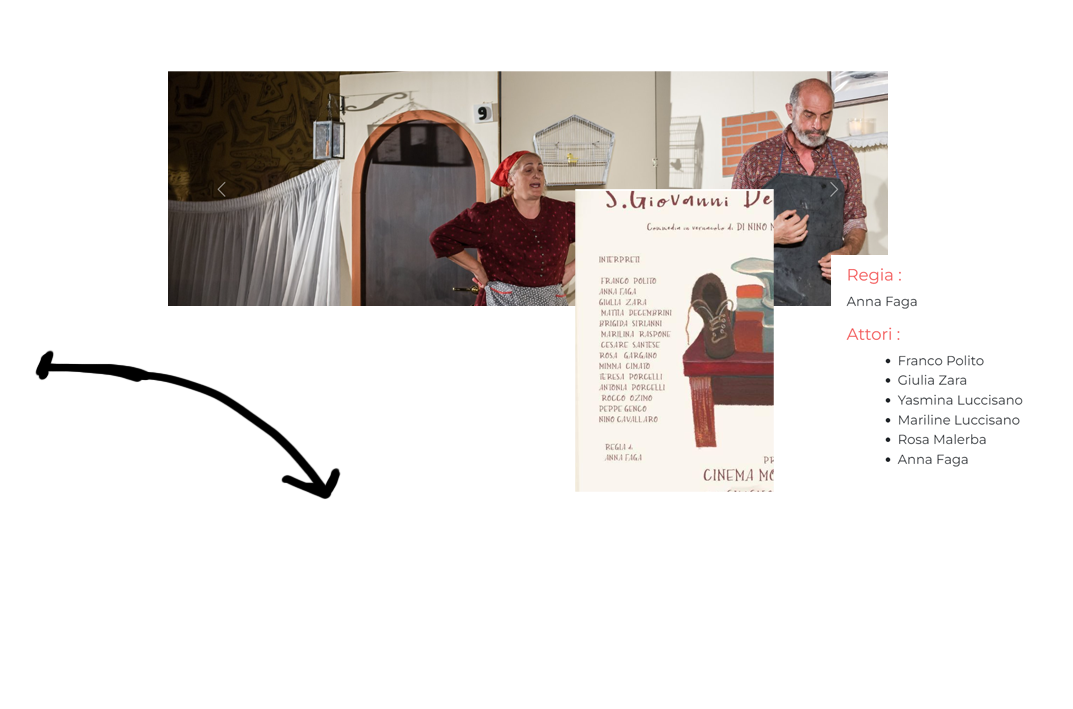 9
S.Giovanni De
Commedia in vernacolo di DI NINO
INTERPRETI
FRANCO POLITO
ANNA FAGA
GIULIA ZARA
MATTIA DECEMBRINI
BRIGIDA SIRIANNI
MARILINA RASPONE
CESARE SANTESE
ROSA GARGANO
MIMMA CIMATO
TERESA PORCELLI
ANTONIA PORCELLI
ROCCO OZIMO
PEPPE GENCO
NINO CAVALLARO
REGIA di
ANNA FAGA
CINEMA MO
Regia :
Anna Faga
Attori :
Franco Polito
Giulia Zara
Yasmina Luccisano
Mariline Luccisano
Rosa Malerba
Anna Faga